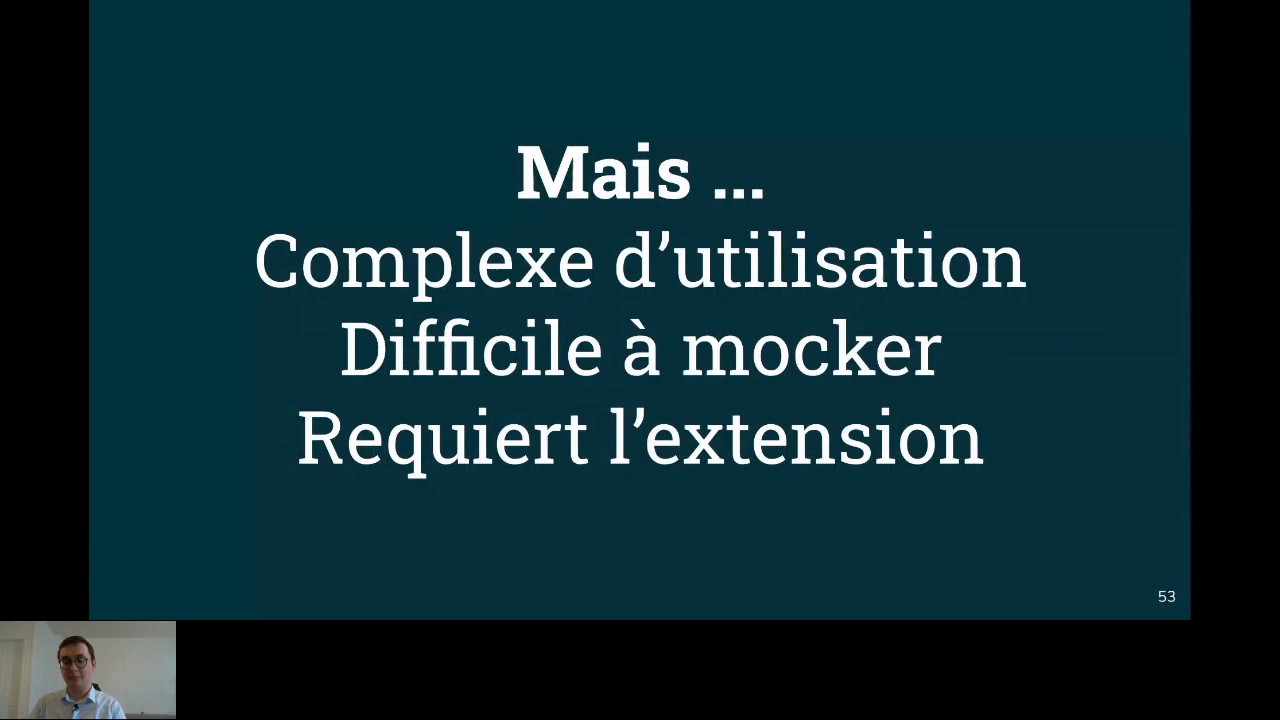 Mais ...
Complexe d’utilisation
Difficile à mocker
Requiert l’extension
53